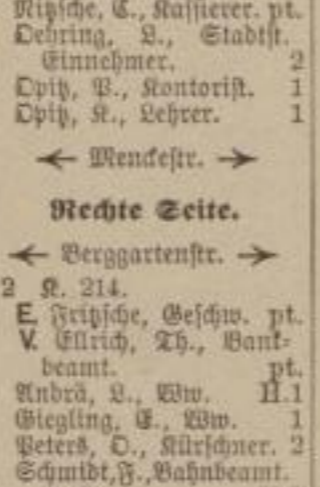 Nitzsche, C., Kassierer. pt.
Oehring, L., Stadtst.
Einnehmer. 2
Opitz, P., Kontorist. 1
Opitz, K., Lehrer. 1
← Menckestr. →
Rechte Seite.
← Berggartenstr. →
2 K. 214.
E. Fritzsche, Geschw. pt.
V. Ellrich, Th., Bank-
beamt. pt.
Andrä, L., Ww. II.1
Giegling, E., Ww. 1
Peters, O., Kürschner. 2
Schmidt, F., Bahnbeamt.